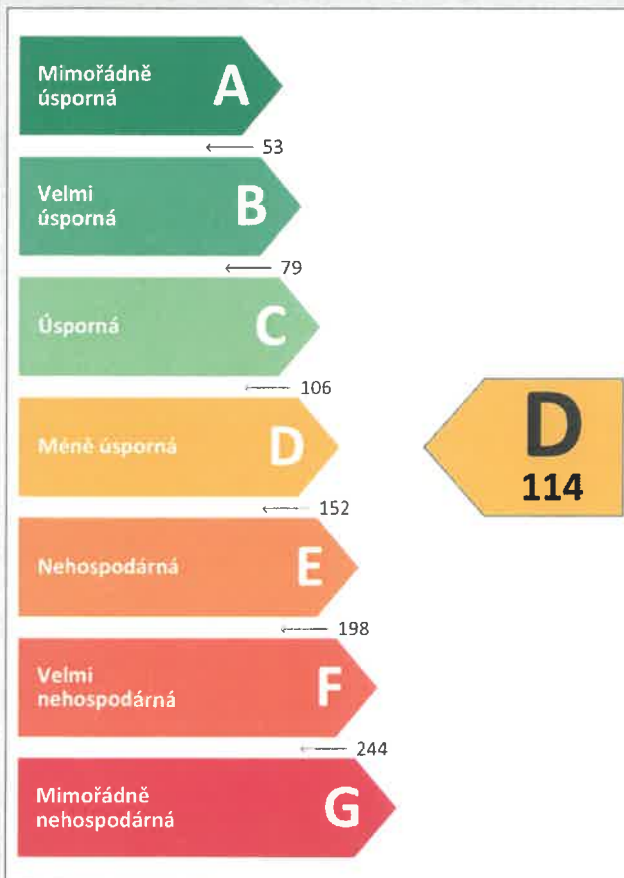 Mimořádně
úsporná
A
53
Velmi
úsporná
B
79
Úsporná
C
106
Méně úsporná
D
D
114
152
Nehospodárná
E
198
Velmi
nehospodárná
F
244
Mimořádně
nehospodárná
G